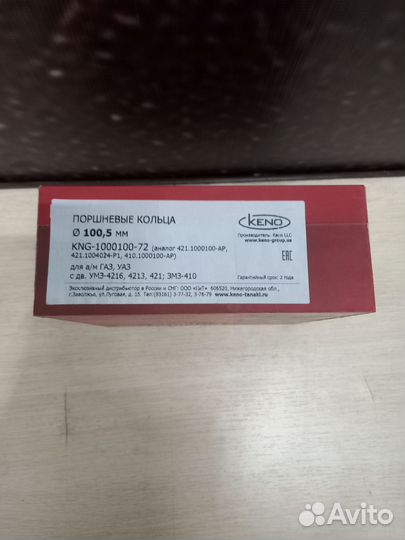 ПОРШНЕВЫЕ КОЛЬЦА
Ø 100,5 мм
KNG-1000100-72 (аналог 421.1000100-АР,
421.1004024-Р1, 410.1000100-АР)
для а/м ГАЗ, УАЗ
с дв. УМЗ-4216, 4213, 421; ЗМЗ-410
KENO
Производитель: Keno LLC
www.keno-group.us
EAC
Гарантийный срок: 2 года
Эксклюзивный дистрибьютор в России и СНГ: ООО «ЦиТ» 606520, Нижегородская обл.,
г.Заволжье, ул.Луговая, д. 15. Тел:(83161) 3-77-32, 3-76-79 www.keno-tanaki.ru
Avito